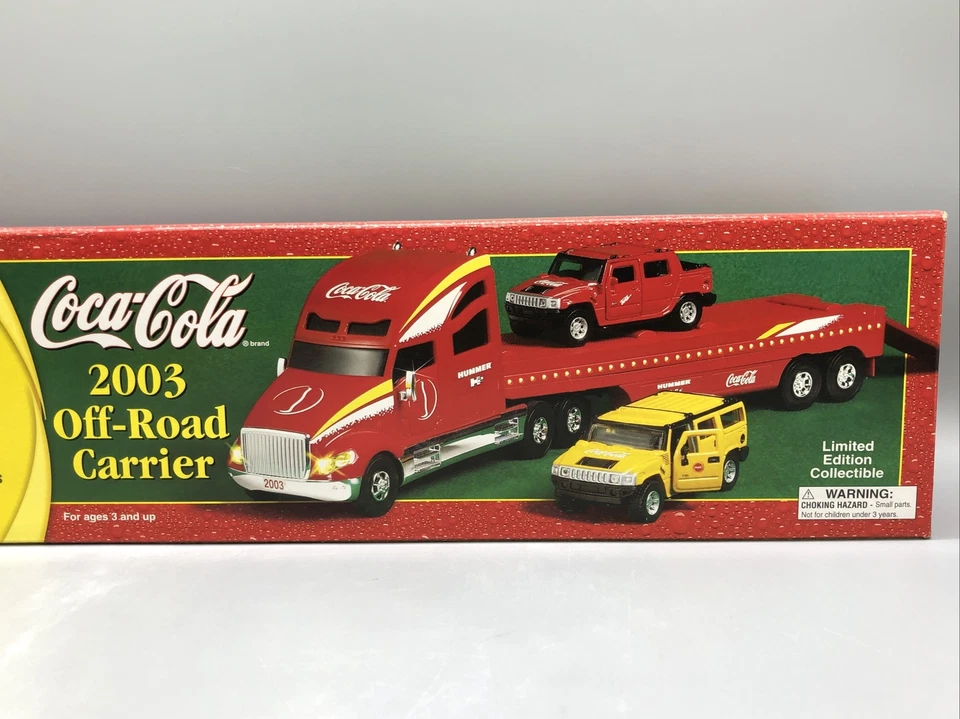 Coca-Cola
® brand
2003
Off-Road
Carrier
For ages 3 and up
Coca-Cola
HUMMER
2003
HUMMER
Coca-Cola
Limited
Edition
Collectible
WARNING:
CHOKING HAZARD - Small parts.
Not for children under 3 years.